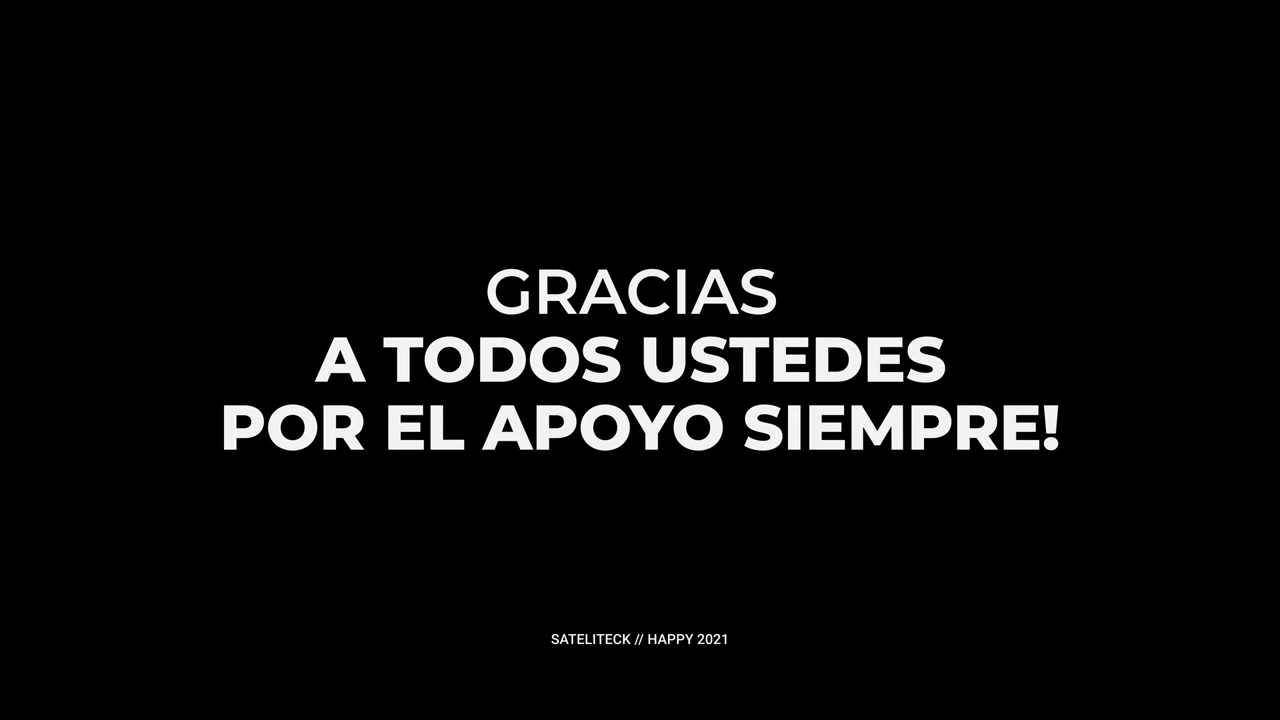 GRACIAS
A TODOS USTEDES
POR EL APOYO SIEMPRE!
SATELITECK // HAPPY 2021